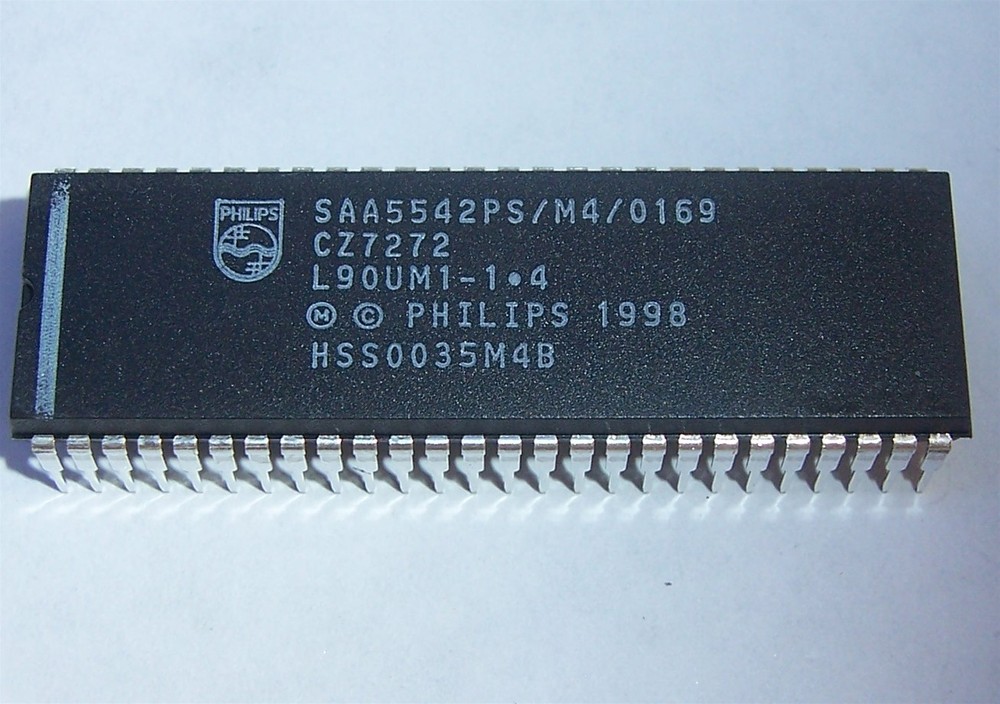 PHILIPS
SAA5542PS/M4/0169
CZ7272
L90UM1-1•4
Ⓜ © PHILIPS 1998
HSS0035M4B